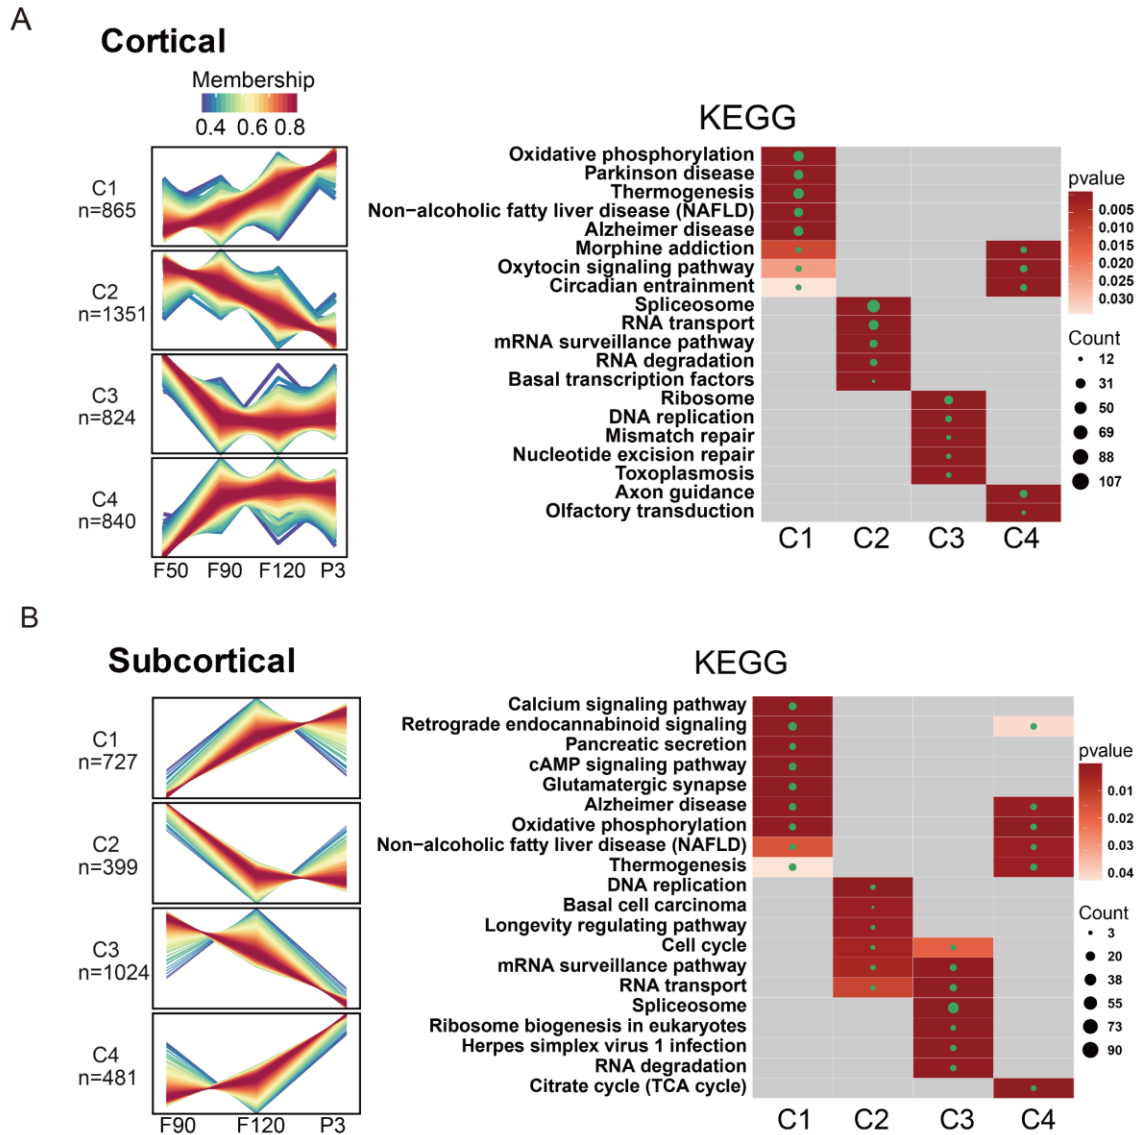 A
Cortical
Membership
0.4 0.6 0.8
C1
n=865
C2
n=1351
C3
n=824
C4
n=840
F50 F90 F120 P3
KEGG
Oxidative phosphorylation
Parkinson disease
Thermogenesis
Non−alcoholic fatty liver disease (NAFLD)
Alzheimer disease
Morphine addiction
Oxytocin signaling pathway
Circadian entrainment
Spliceosome
RNA transport
mRNA surveillance pathway
RNA degradation
Basal transcription factors
Ribosome
DNA replication
Mismatch repair
Nucleotide excision repair
Toxoplasmosis
Axon guidance
Olfactory transduction
C1 C2 C3 C4
pvalue
0.005
0.010
0.015
0.020
0.025
0.030
Count
12
31
50
69
88
107
B
Subcortical
C1
n=727
C2
n=399
C3
n=1024
C4
n=481
F90 F120 P3
KEGG
Calcium signaling pathway
Retrograde endocannabinoid signaling
Pancreatic secretion
cAMP signaling pathway
Glutamatergic synapse
Alzheimer disease
Oxidative phosphorylation
Non−alcoholic fatty liver disease (NAFLD)
Thermogenesis
DNA replication
Basal cell carcinoma
Longevity regulating pathway
Cell cycle
mRNA surveillance pathway
RNA transport
Spliceosome
Ribosome biogenesis in eukaryotes
Herpes simplex virus 1 infection
RNA degradation
Citrate cycle (TCA cycle)
C1 C2 C3 C4
pvalue
0.01
0.02
0.03
0.04
Count
3
20
38
55
73
90